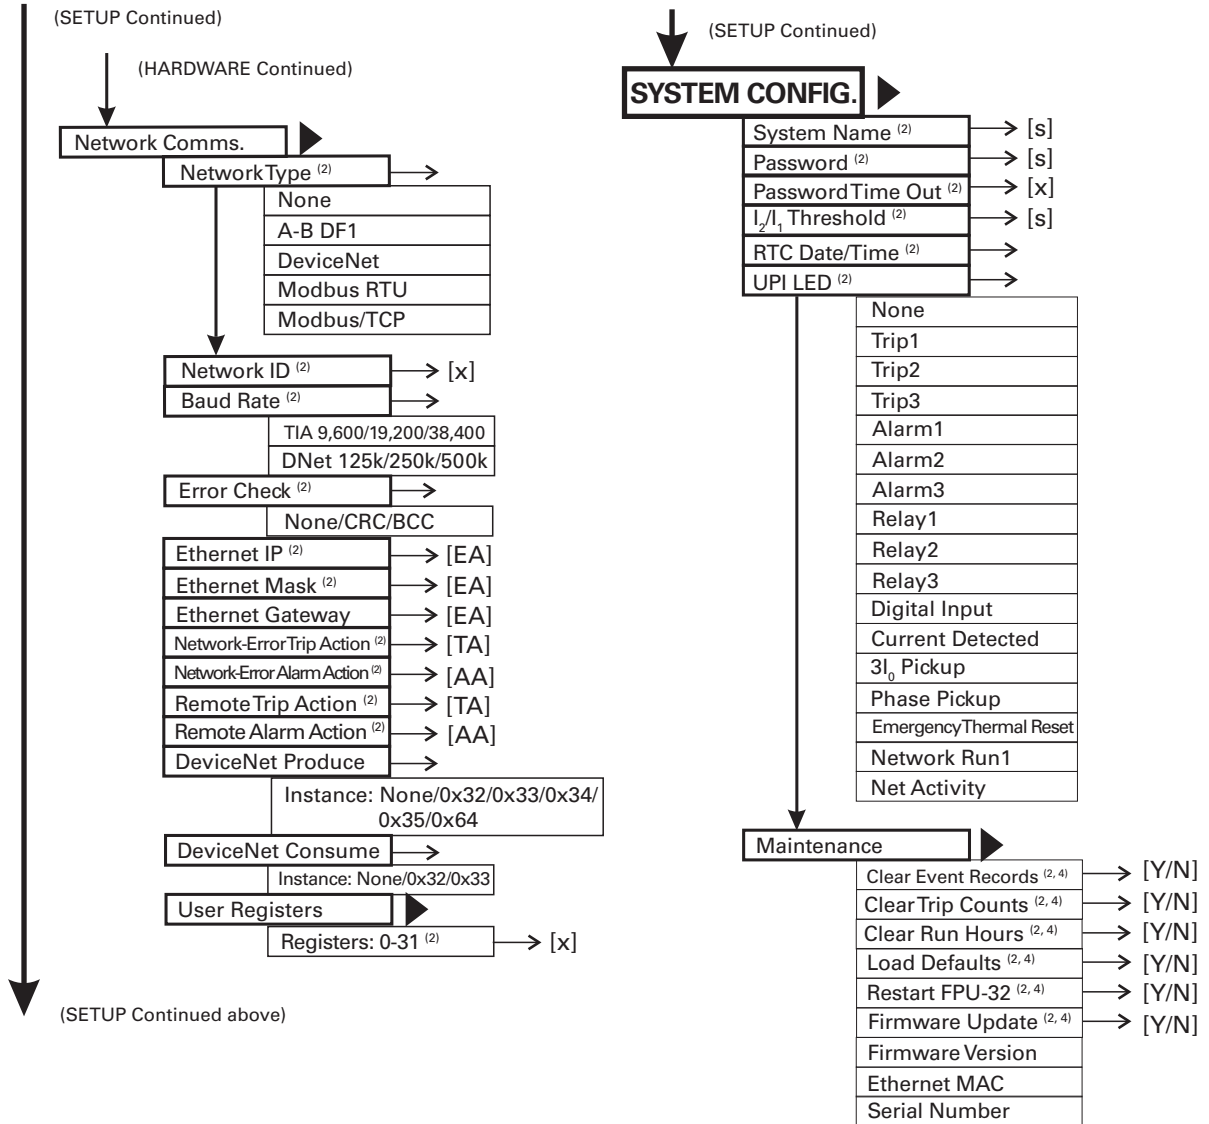 (SETUP Continued)
(HARDWARE Continued)
Network Comms.
Network Type (2)
None
A-B DF1
DeviceNet
Modbus RTU
Modbus/TCP
Network ID (2) [x]
Baud Rate (2)
TIA 9,600/19,200/38,400
DNet 125k/250k/500k
Error Check (2)
None/CRC/BCC
Ethernet IP (2) [EA]
Ethernet Mask (2) [EA]
Ethernet Gateway [EA]
Network-Error Trip Action (2) [TA]
Network-Error Alarm Action (2) [AA]
Remote Trip Action (2) [TA]
Remote Alarm Action (2) [AA]
DeviceNet Produce
Instance: None/0x32/0x33/0x34/
0x35/0x64
DeviceNet Consume
Instance: None/0x32/0x33
User Registers
Registers: 0-31 (2) [x]
(SETUP Continued above)
(SETUP Continued)
SYSTEM CONFIG.
System Name (2) [s]
Password (2) [s]
Password Time Out (2) [x]
I2/I1 Threshold (2) [s]
RTC Date/Time (2)
UPI LED (2)
None
Trip1
Trip2
Trip3
Alarm1
Alarm2
Alarm3
Relay1
Relay2
Relay3
Digital Input
Current Detected
3I0 Pickup
Phase Pickup
Emergency Thermal Reset
Network Run1
Net Activity
Maintenance
Clear Event Records (2, 4) [Y/N]
Clear Trip Counts (2, 4) [Y/N]
Clear Run Hours (2, 4) [Y/N]
Load Defaults (2, 4) [Y/N]
Restart FPU-32 (2, 4) [Y/N]
Firmware Update (2, 4) [Y/N]
Firmware Version
Ethernet MAC
Serial Number